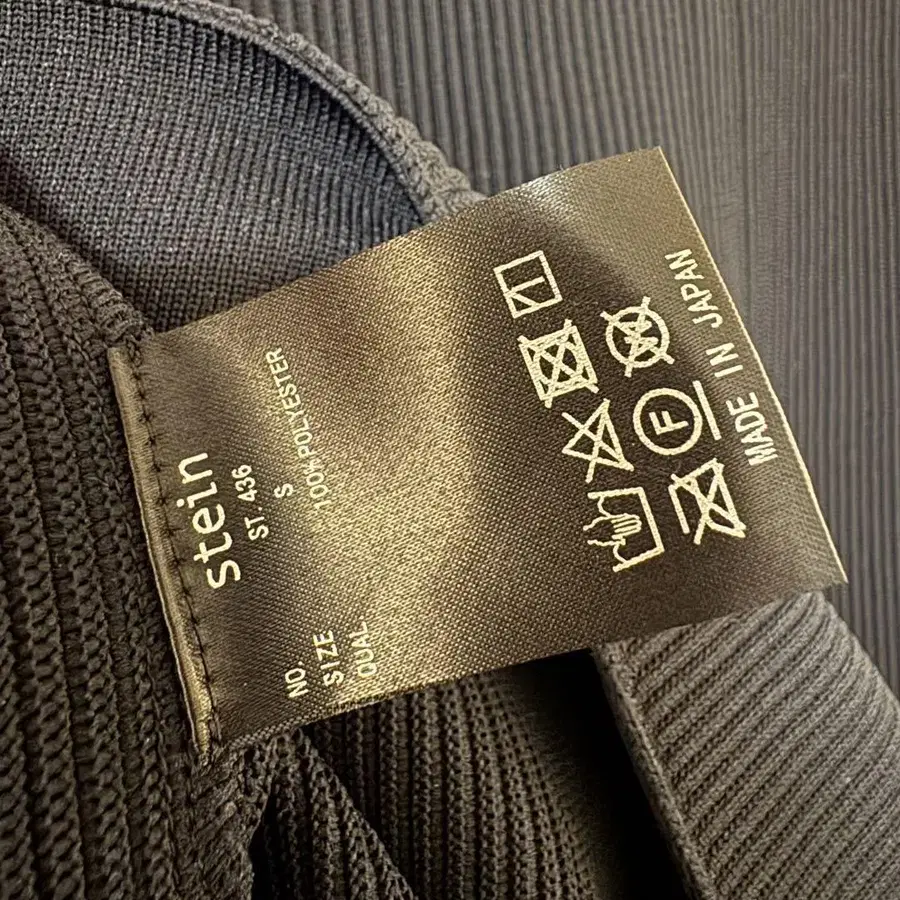 stein
NO. ST. 436
SIZE S
QUAL. 100% POLYESTER
F
W
MADE IN JAPAN